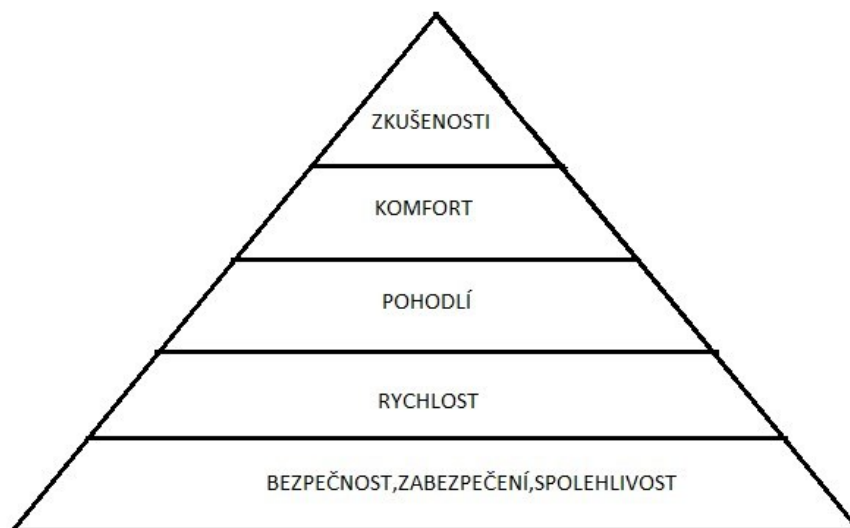 ZKUŠENOSTI
KOMFORT
POHODLÍ
RYCHLOST
BEZPEČNOST,ZABEZPEČENÍ,SPOLEHLIVOST